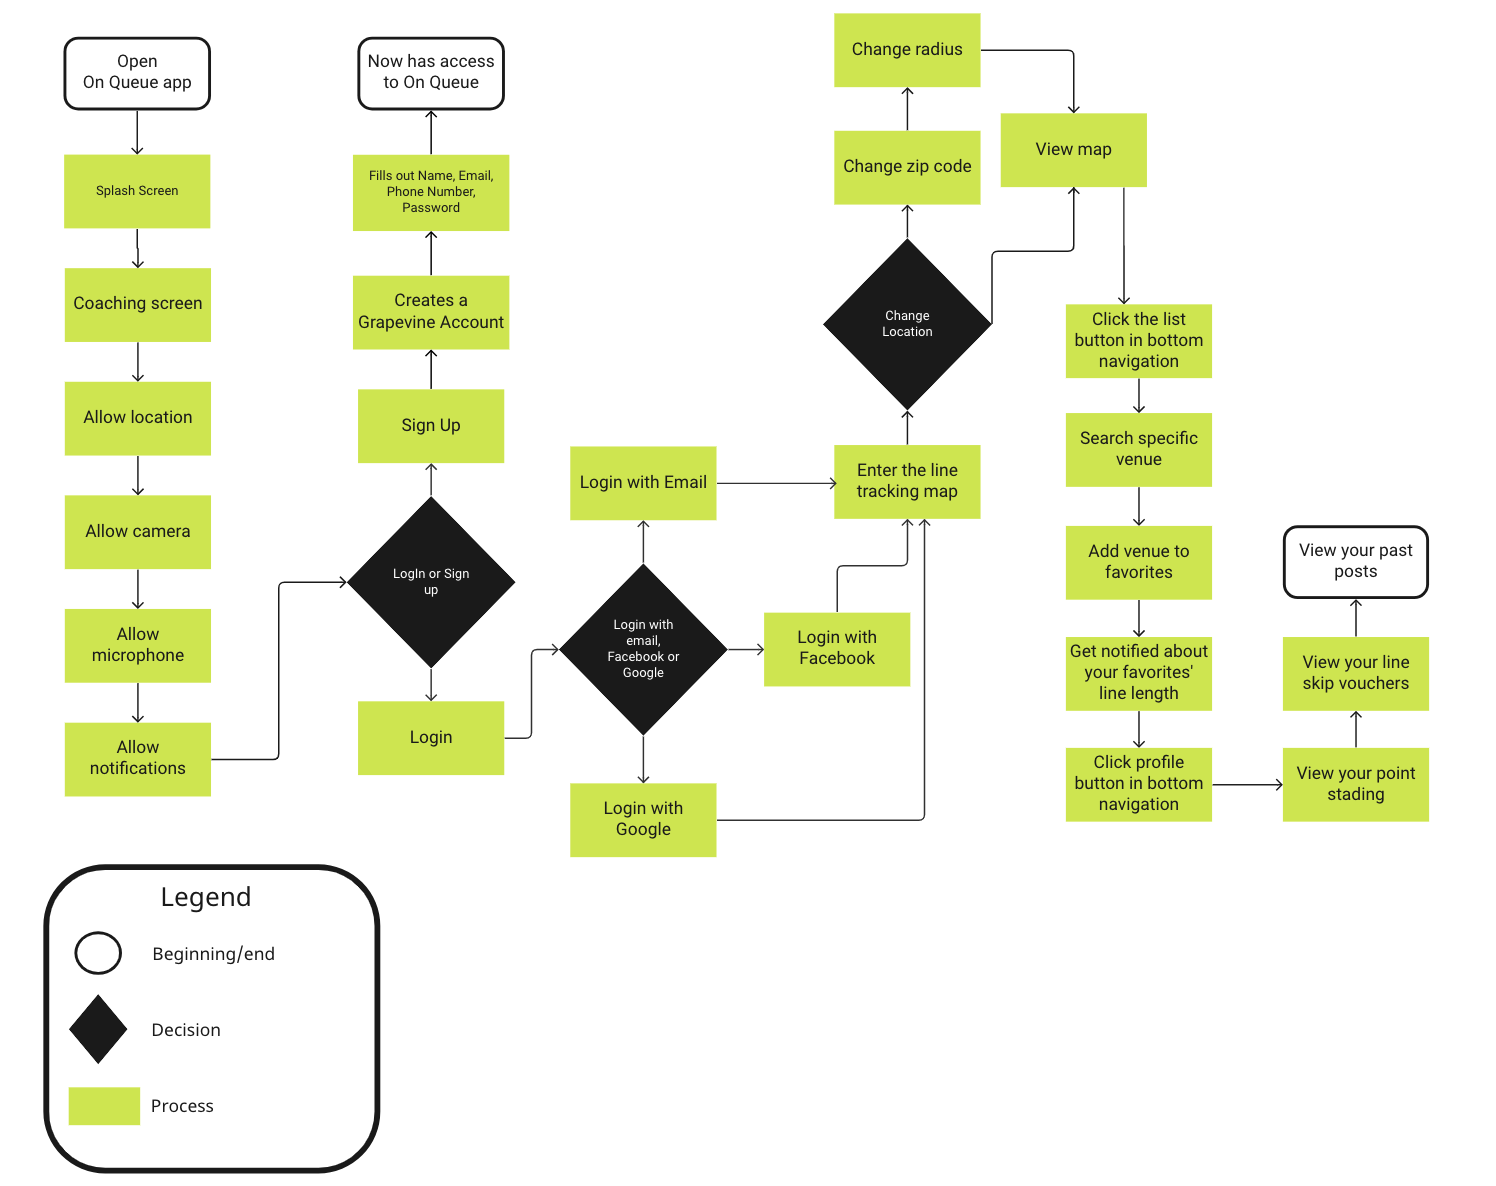 Open
On Queue app
Splash Screen
Coaching screen
Allow location
Allow camera
Allow
microphone
Allow
notifications
Now has access
to On Queue
Fills out Name, Email,
Phone Number,
Password
Creates a
Grapevine Account
Sign Up
LogIn or Sign
up
Login
Login with Email
Login with
email,
Facebook or
Google
Login with
Google
Login with
Facebook
Change radius
Change zip code
Change
Location
Enter the line
tracking map
View map
Click the list
button in bottom
navigation
Search specific
venue
Add venue to
favorites
Get notified about
your favorites'
line length
Click profile
button in bottom
navigation
View your past
posts
View your line
skip vouchers
View your point
stading
Legend
Beginning/end
Decision
Process